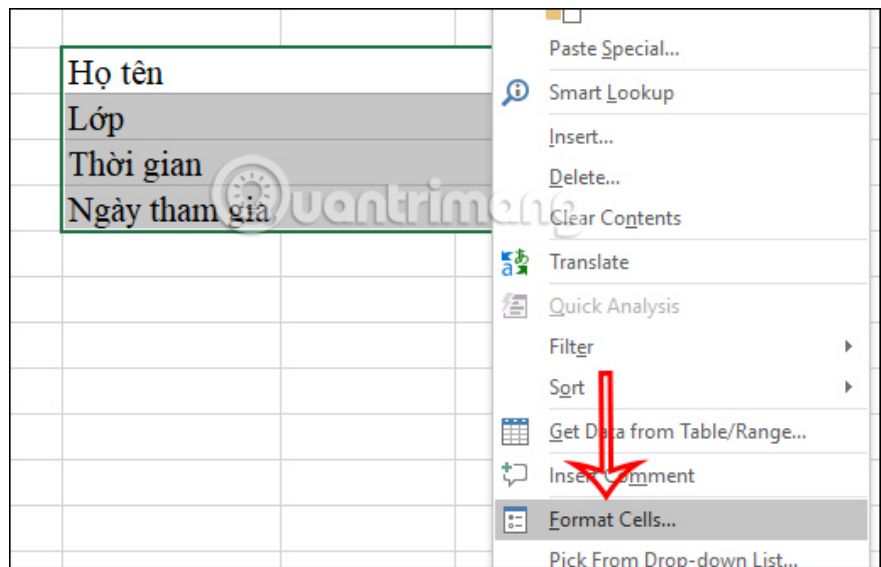 Họ tên
Lớp
Thời gian
Ngày tham gia
uantrimang
Paste Special...
Smart Lookup
Insert...
Delete...
Clear Contents
Translate
Quick Analysis
Filter
Sort
Get Data from Table/Range...
Insert Comment
Format Cells...
Pick From Drop-down List...